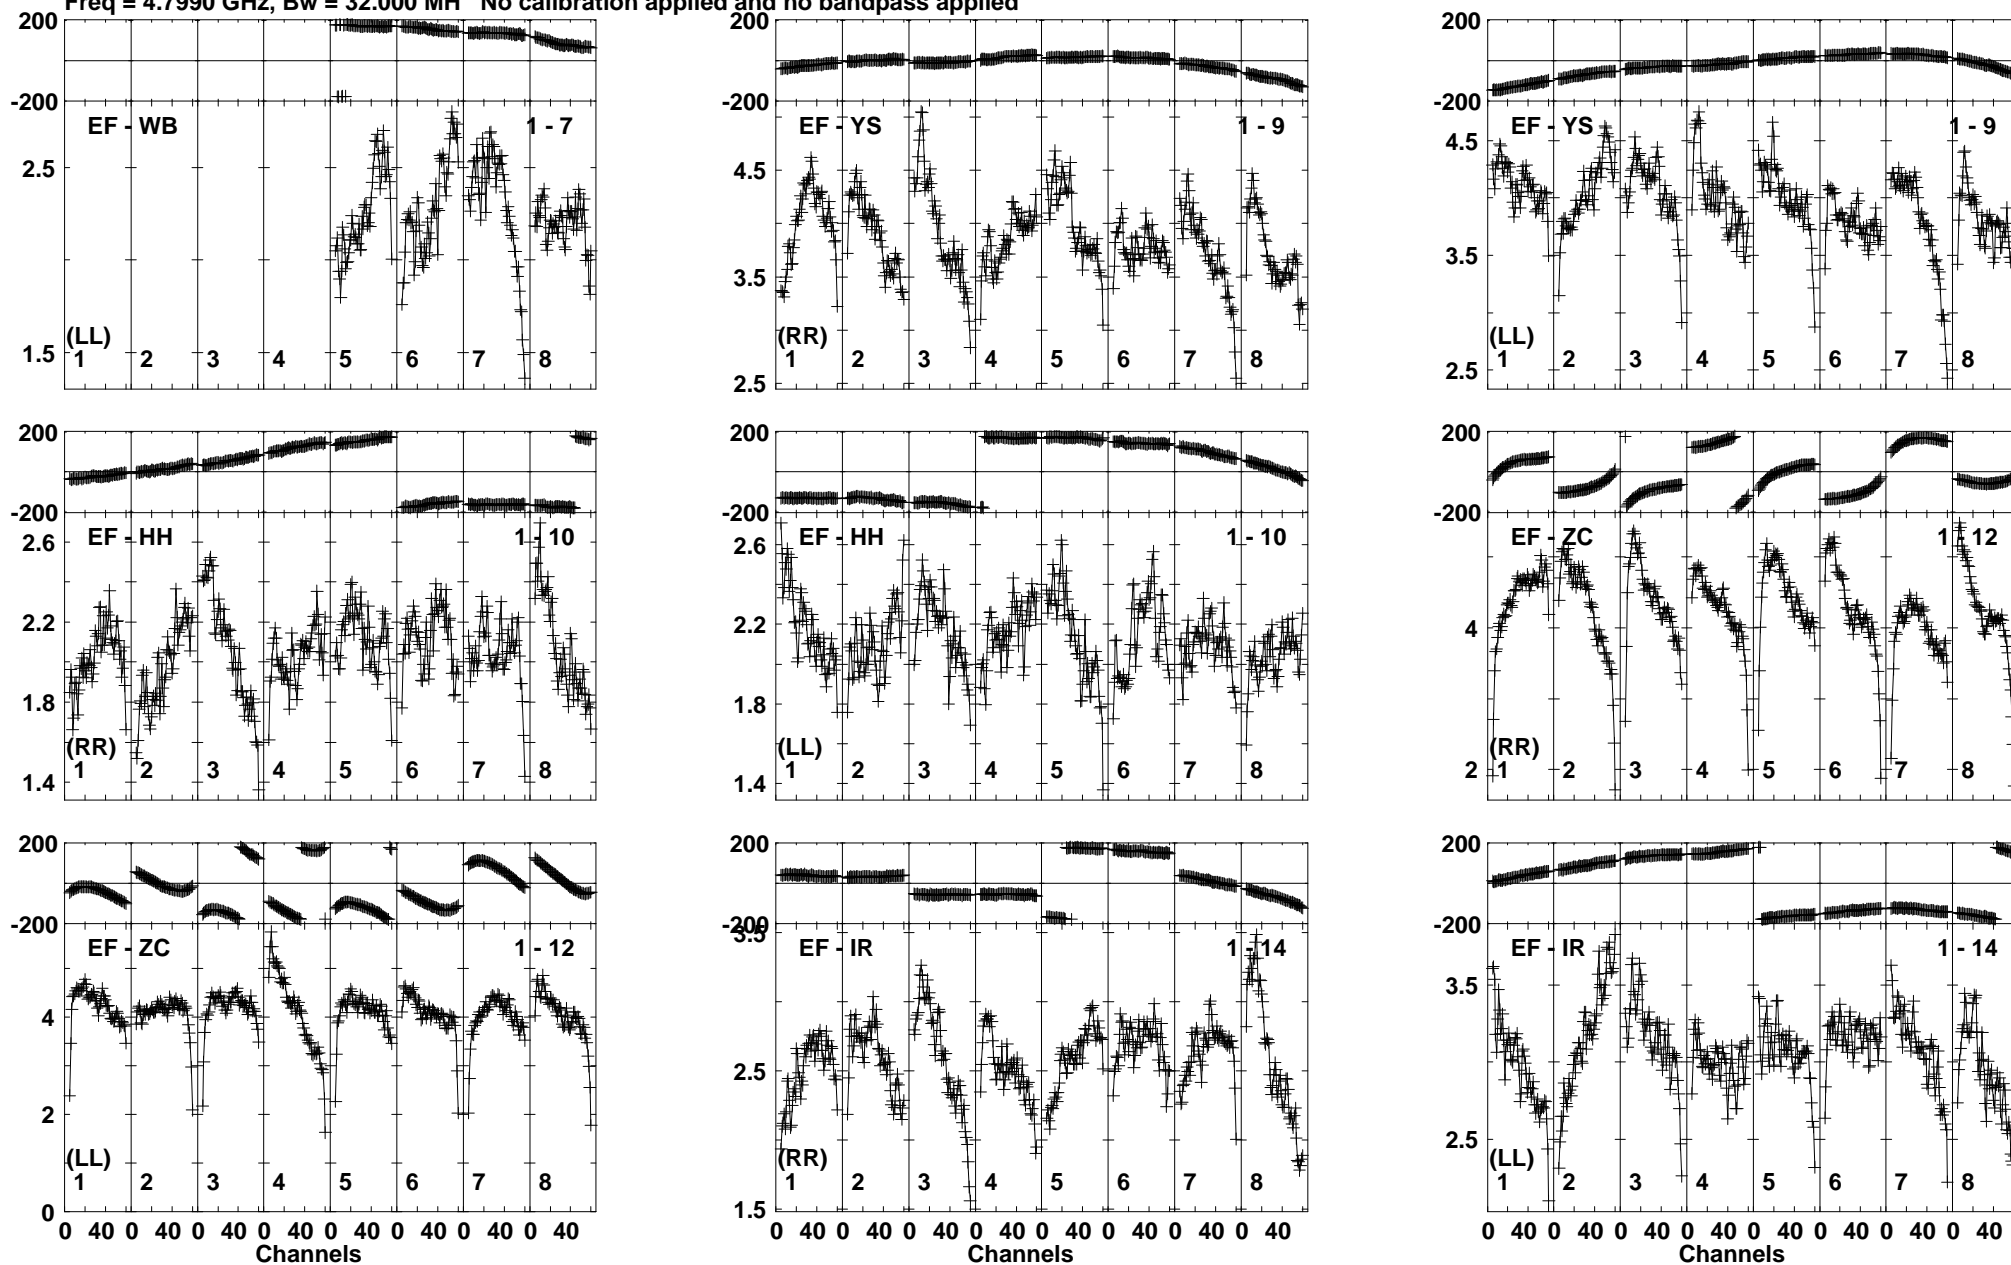 Freq = 4.7990 GHz, Bw = 32.000 MH No calibration applied and no bandpass applied
200 200 200
-200 -200 -200
EF - WB 1 - 7 EF - YS 1 - 9 EF - YS 1 - 9
2.5 4.5 4.5
3.5 3.5
(LL) (RR) (LL)
1.5 1 2 3 4 5 6 7 8 1 2 3 4 5 6 7 8 1 2 3 4 5 6 7 8
2.5 2.5
200 200 200
-200 -200 -200
EF - HH 1 - 10 EF - HH 1 - 10 EF - ZC 1 - 12
2.6 2.6
2.2 2.2 4
1.8 1.8
(RR) (LL) (RR)
1 2 3 4 5 6 7 8 1 2 3 4 5 6 7 8 2 1 2 3 4 5 6 7 8
1.4 1.4
200 200 200
-200 -200 -200
EF - ZC 1 - 12 3.5 EF - IR 1 - 14 EF - IR 1 - 14
4 2.5 3.5
2 2.5
(LL) (RR) (LL)
1 2 3 4 5 6 7 8 1 2 3 4 5 6 7 8 1 2 3 4 5 6 7 8
0 1.5
0 40 0 40 0 40 0 40 0 40 0 40 0 40 0 40 0 40 0 40 0 40 0 40 0 40 0 40 0 40 0 40 0 40 0 40 0 40 0 40 0 40 0 40 0 40 0 40
Channels Channels Channels